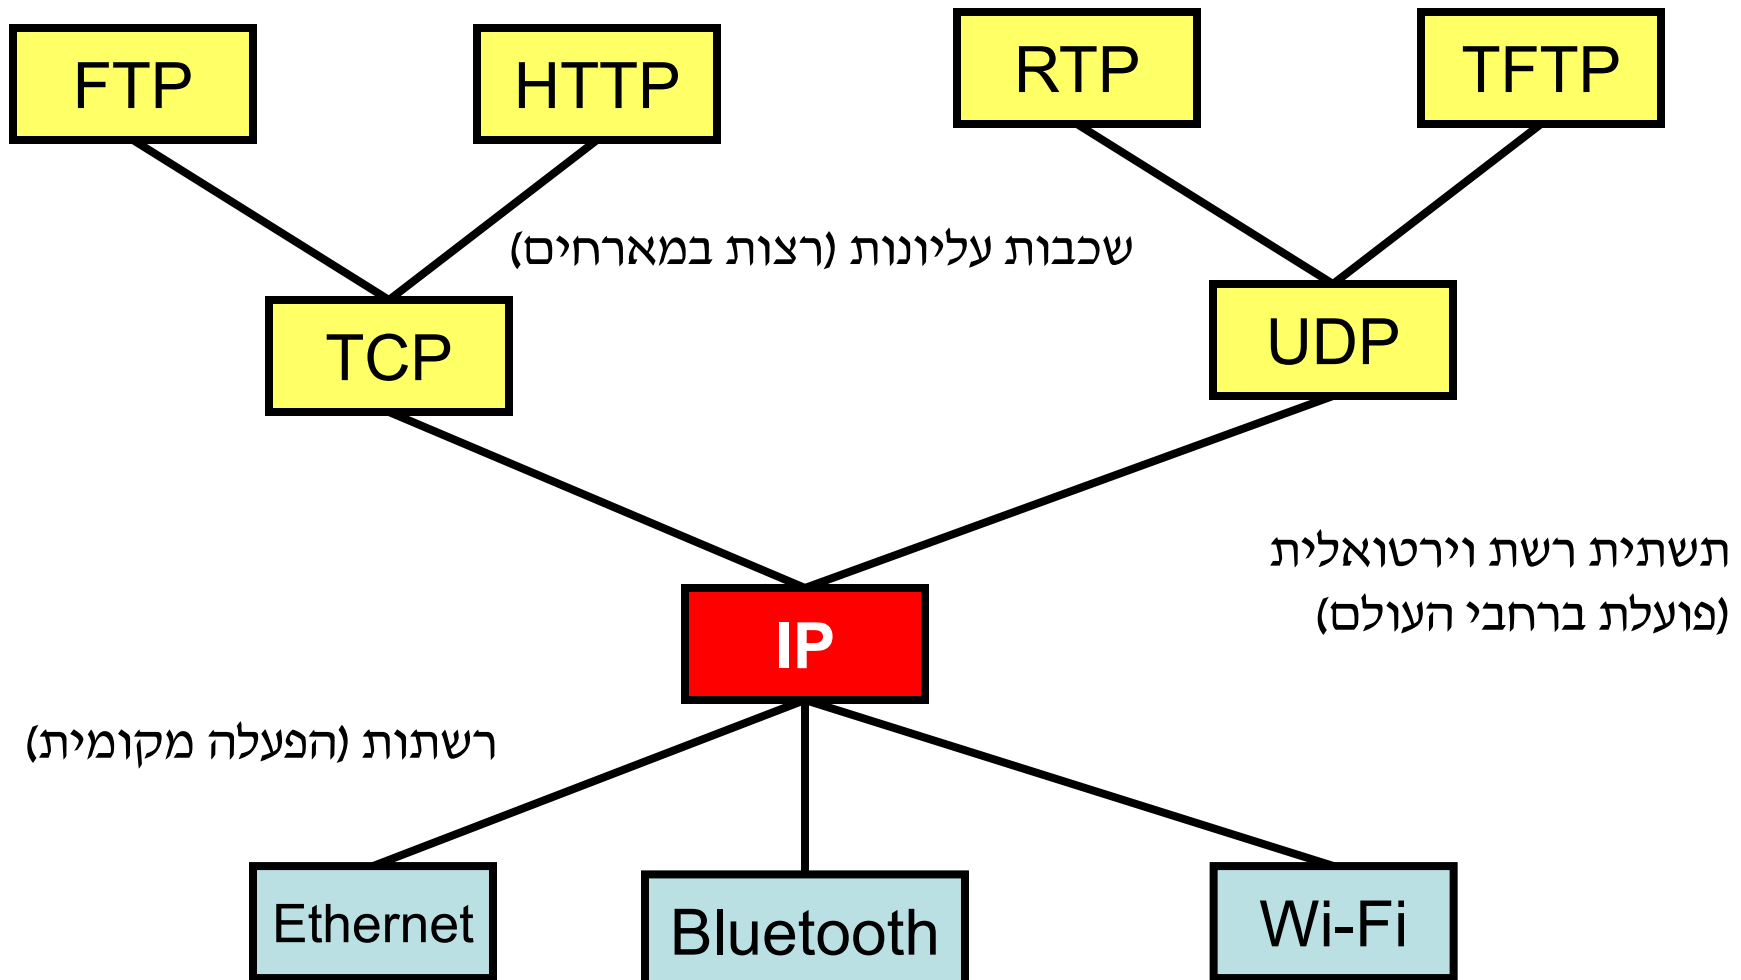 FTP
HTTP
RTP
TFTP
שכבות עליונות (רצות במארחים)
TCP
UDP
תשתית רשת וירטואלית
(פועלת ברחבי העולם)
IP
רשתות (הפעלה מקומית)
Ethernet
Bluetooth
Wi-Fi